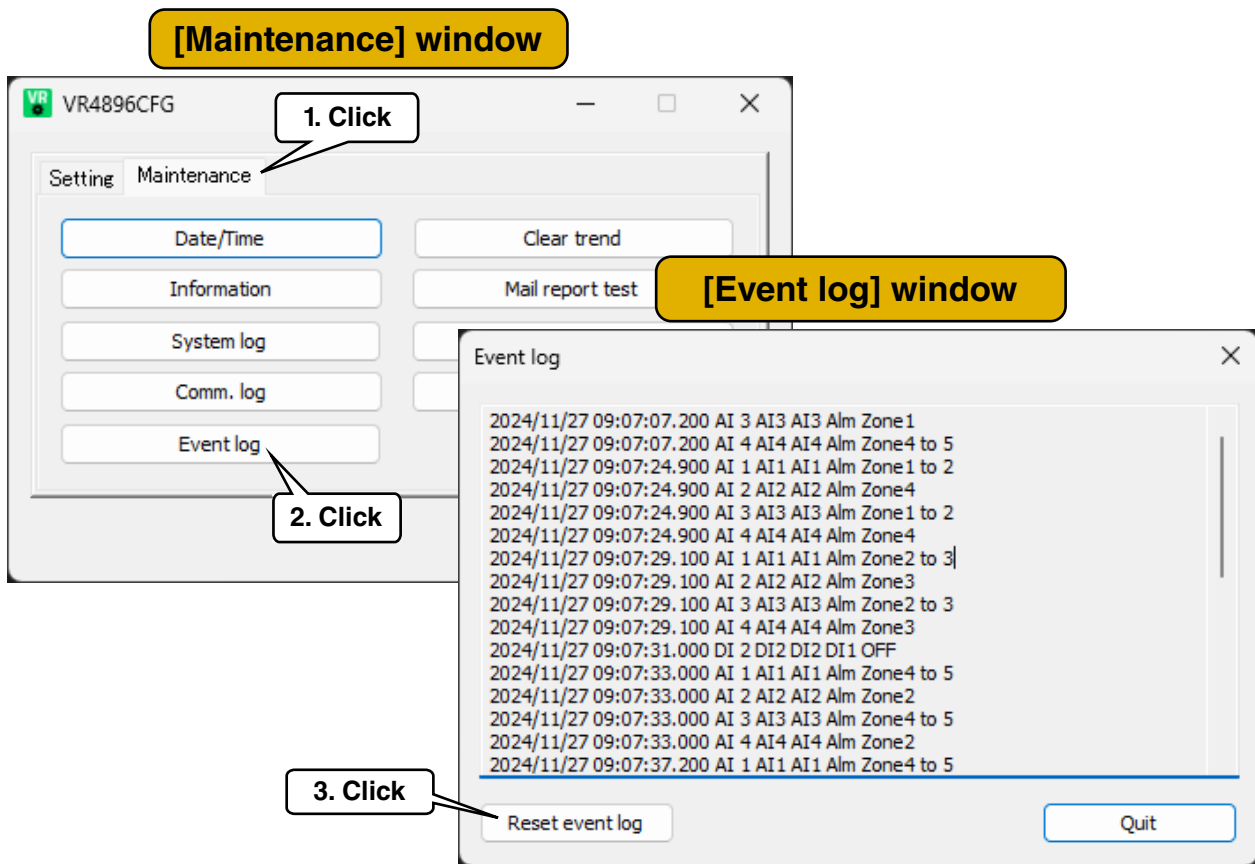 [Maintenance] window
VR
VR4896CFG
1. Click
Setting
Maintenance
Date/Time
Clear trend
Information
Mail report test
System log
Comm. log
Event log
2. Click
[Event log] window
Event log
2024/11/27 09:07:07.200 AI 3 AI3 AI3 Alm Zone1
2024/11/27 09:07:07.200 AI 4 AI4 AI4 Alm Zone4 to 5
2024/11/27 09:07:24.900 AI 1 AI1 AI1 Alm Zone1 to 2
2024/11/27 09:07:24.900 AI 2 AI2 AI2 Alm Zone4
2024/11/27 09:07:24.900 AI 3 AI3 AI3 Alm Zone1 to 2
2024/11/27 09:07:24.900 AI 4 AI4 AI4 Alm Zone4
2024/11/27 09:07:29.100 AI 1 AI1 AI1 Alm Zone2 to 3
2024/11/27 09:07:29.100 AI 2 AI2 AI2 Alm Zone3
2024/11/27 09:07:29.100 AI 3 AI3 AI3 Alm Zone2 to 3
2024/11/27 09:07:29.100 AI 4 AI4 AI4 Alm Zone3
2024/11/27 09:07:31.000 DI 2 DI2 DI2 DI1 OFF
2024/11/27 09:07:33.000 AI 1 AI1 AI1 Alm Zone4 to 5
2024/11/27 09:07:33.000 AI 2 AI2 AI2 Alm Zone2
2024/11/27 09:07:33.000 AI 3 AI3 AI3 Alm Zone4 to 5
2024/11/27 09:07:33.000 AI 4 AI4 AI4 Alm Zone2
2024/11/27 09:07:37.200 AI 1 AI1 AI1 Alm Zone4 to 5
3. Click
Reset event log
Quit